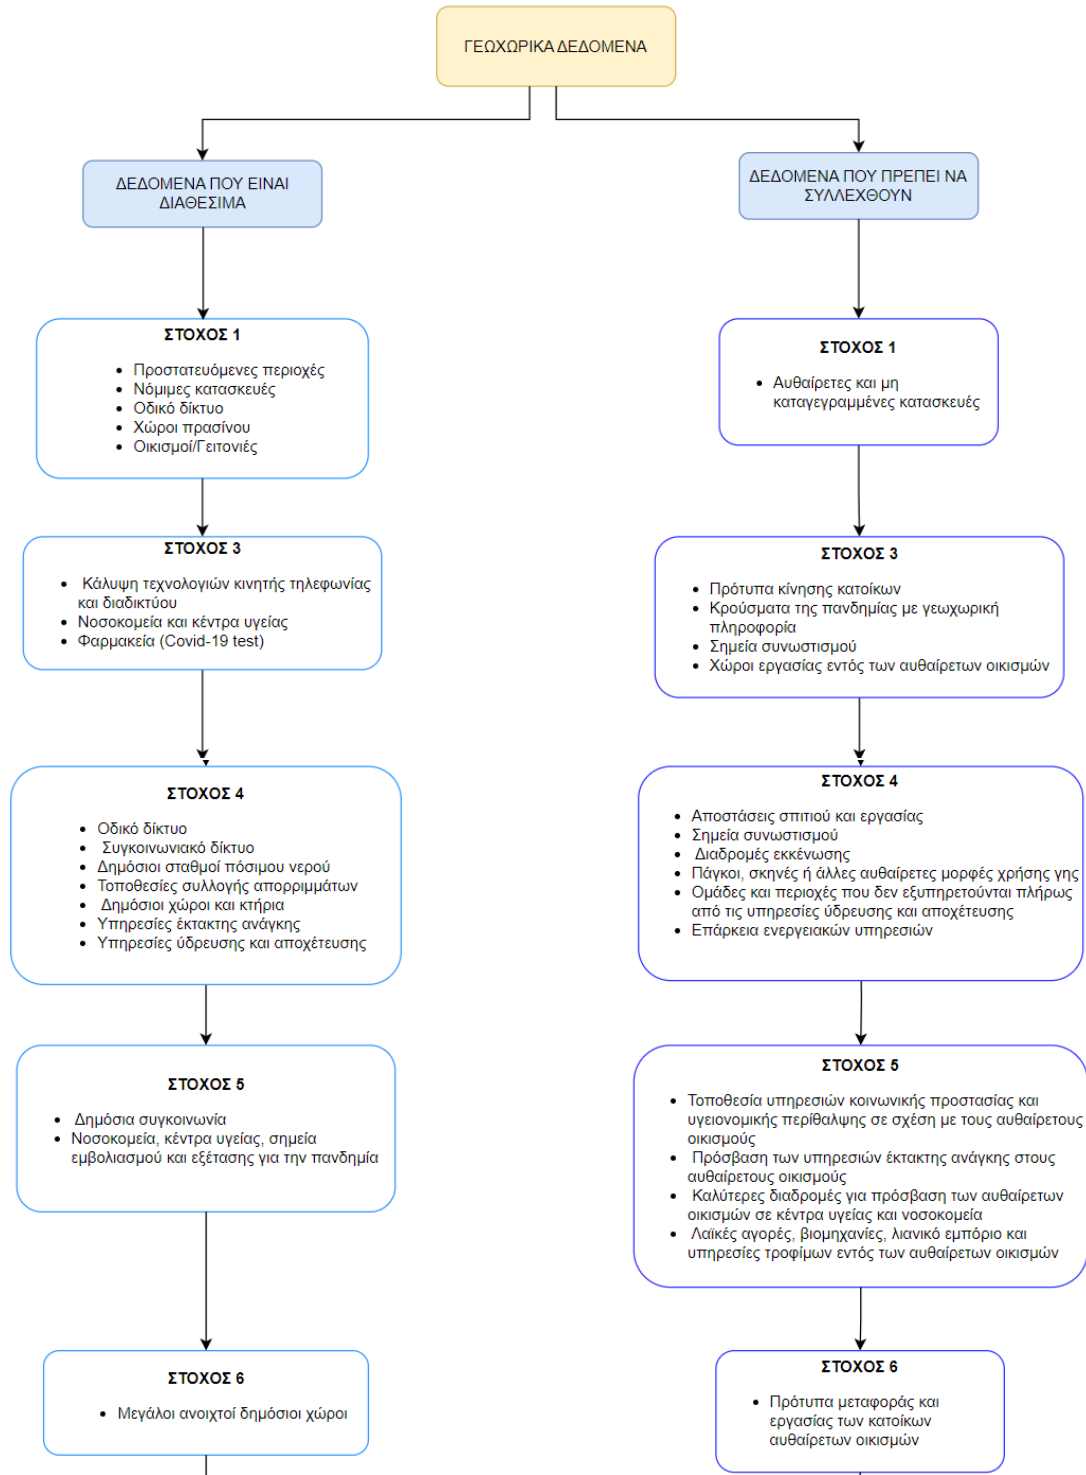 ΓΕΩΧΩΡΙΚΑ ΔΕΔΟΜΕΝΑ
ΔΕΔΟΜΕΝΑ ΠΟΥ ΕΙΝΑΙ
ΔΙΑΘΕΣΙΜΑ
ΣΤΟΧΟΣ 1
• Προστατευόμενες περιοχές
• Νόμιμες κατασκευές
• Οδικό δίκτυο
• Χώροι πρασίνου
• Οικισμοί/Γειτονιές
ΣΤΟΧΟΣ 3
• Κάλυψη τεχνολογιών κινητής τηλεφωνίας
και διαδικτύου
• Νοσοκομεία και κέντρα υγείας
• Φαρμακεία (Covid-19 test)
ΣΤΟΧΟΣ 4
• Οδικό δίκτυο
• Συγκοινωνιακό δίκτυο
• Δημόσιοι σταθμοί πόσιμου νερού
• Τοποθεσίες συλλογής απορριμμάτων
• Δημόσιοι χώροι και κτήρια
• Υπηρεσίες έκτακτης ανάγκης
• Υπηρεσίες ύδρευσης και αποχέτευσης
ΣΤΟΧΟΣ 5
• Δημόσια συγκοινωνία
• Νοσοκομεία, κέντρα υγείας, σημεία
εμβολιασμού και εξέτασης για την πανδημία
ΣΤΟΧΟΣ 6
• Μεγάλοι ανοιχτοί δημόσιοι χώροι
ΔΕΔΟΜΕΝΑ ΠΟΥ ΠΡΕΠΕΙ ΝΑ
ΣΥΛΛΕΧΘΟΥΝ
ΣΤΟΧΟΣ 1
• Αυθαίρετες και μη
καταγεγραμμένες κατασκευές
ΣΤΟΧΟΣ 3
• Πρότυπα κίνησης κατοίκων
• Κρούσματα της πανδημίας με γεωχωρική
πληροφορία
• Σημεία συνωστισμού
• Χώροι εργασίας εντός των αυθαίρετων οικισμών
ΣΤΟΧΟΣ 4
• Αποστάσεις σπιτιού και εργασίας
• Σημεία συνωστισμού
• Διαδρομές εκκένωσης
• Πάγκοι, σκηνές ή άλλες αυθαίρετες μορφές χρήσης γης
• Ομάδες και περιοχές που δεν εξυπηρετούνται πλήρως
από τις υπηρεσίες ύδρευσης και αποχέτευσης
• Επάρκεια ενεργειακών υπηρεσιών
ΣΤΟΧΟΣ 5
• Τοποθεσία υπηρεσιών κοινωνικής προστασίας και
υγειονομικής περίθαλψης σε σχέση με τους αυθαίρετους
οικισμούς
• Πρόσβαση των υπηρεσιών έκτακτης ανάγκης στους
αυθαίρετους οικισμούς
• Καλύτερες διαδρομές για πρόσβαση των αυθαίρετων
οικισμών σε κέντρα υγείας και νοσοκομεία
• Λαϊκές αγορές, βιομηχανίες, λιανικό εμπόριο και
υπηρεσίες τροφίμων εντός των αυθαίρετων οικισμών
ΣΤΟΧΟΣ 6
• Πρότυπα μεταφοράς και
εργασίας των κατοίκων
αυθαίρετων οικισμών